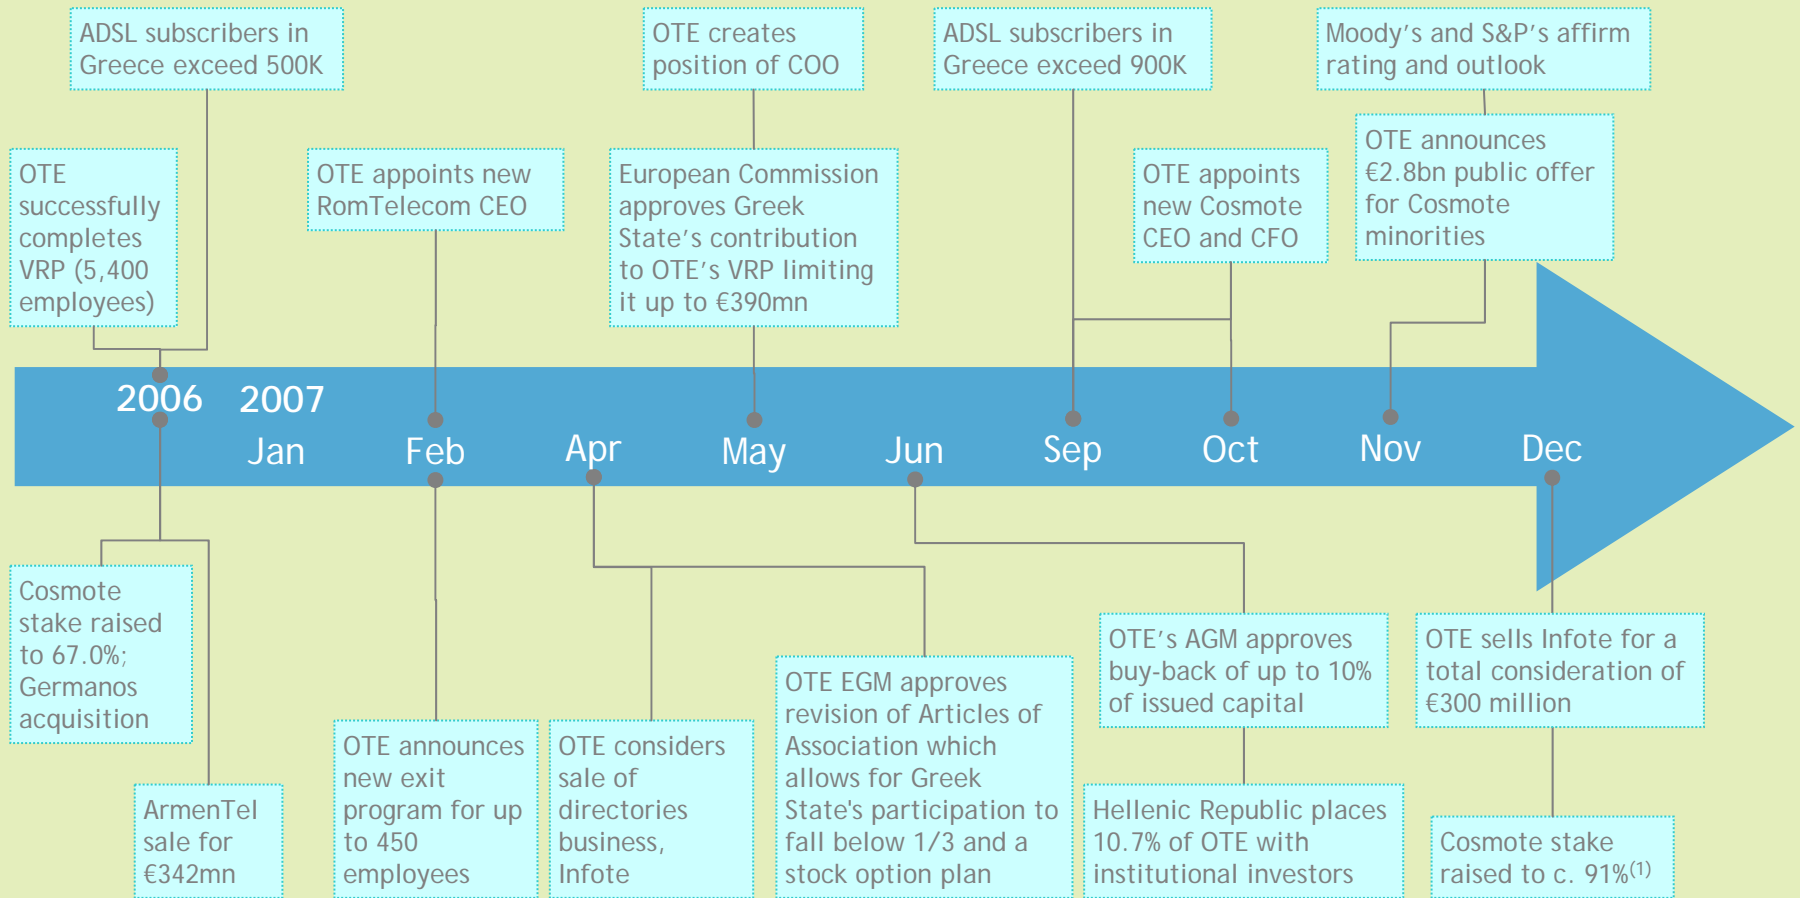 ADSL subscribers in
Greece exceed 500K
OTE creates
position of COO
ADSL subscribers in
Greece exceed 900K
Moody's and S&P's affirm
rating and outlook
OTE
successfully
completes
VRP (5,400
employees)
OTE appoints new
RomTelecom CEO
European Commission
approves Greek
State's contribution
to OTE's VRP limiting
it up to €390mn
OTE appoints
new Cosmote
CEO and CFO
OTE announces
€2.8bn public offer
for Cosmote
minorities
2006 2007
Jan Feb Apr May Jun Sep Oct Nov Dec
Cosmote
stake raised
to 67.0%;
Germanos
acquisition
ArmenTel
sale for
€342mn
OTE announces
new exit
program for up
to 450
employees
OTE considers
sale of
directories
business,
Infote
OTE EGM approves
revision of Articles of
Association which
allows for Greek
State's participation to
fall below 1/3 and a
stock option plan
OTE's AGM approves
buy-back of up to 10%
of issued capital
Hellenic Republic places
10.7% of OTE with
institutional investors
OTE sells Infote for a
total consideration of
€300 million
Cosmote stake
raised to c. 91%(1)